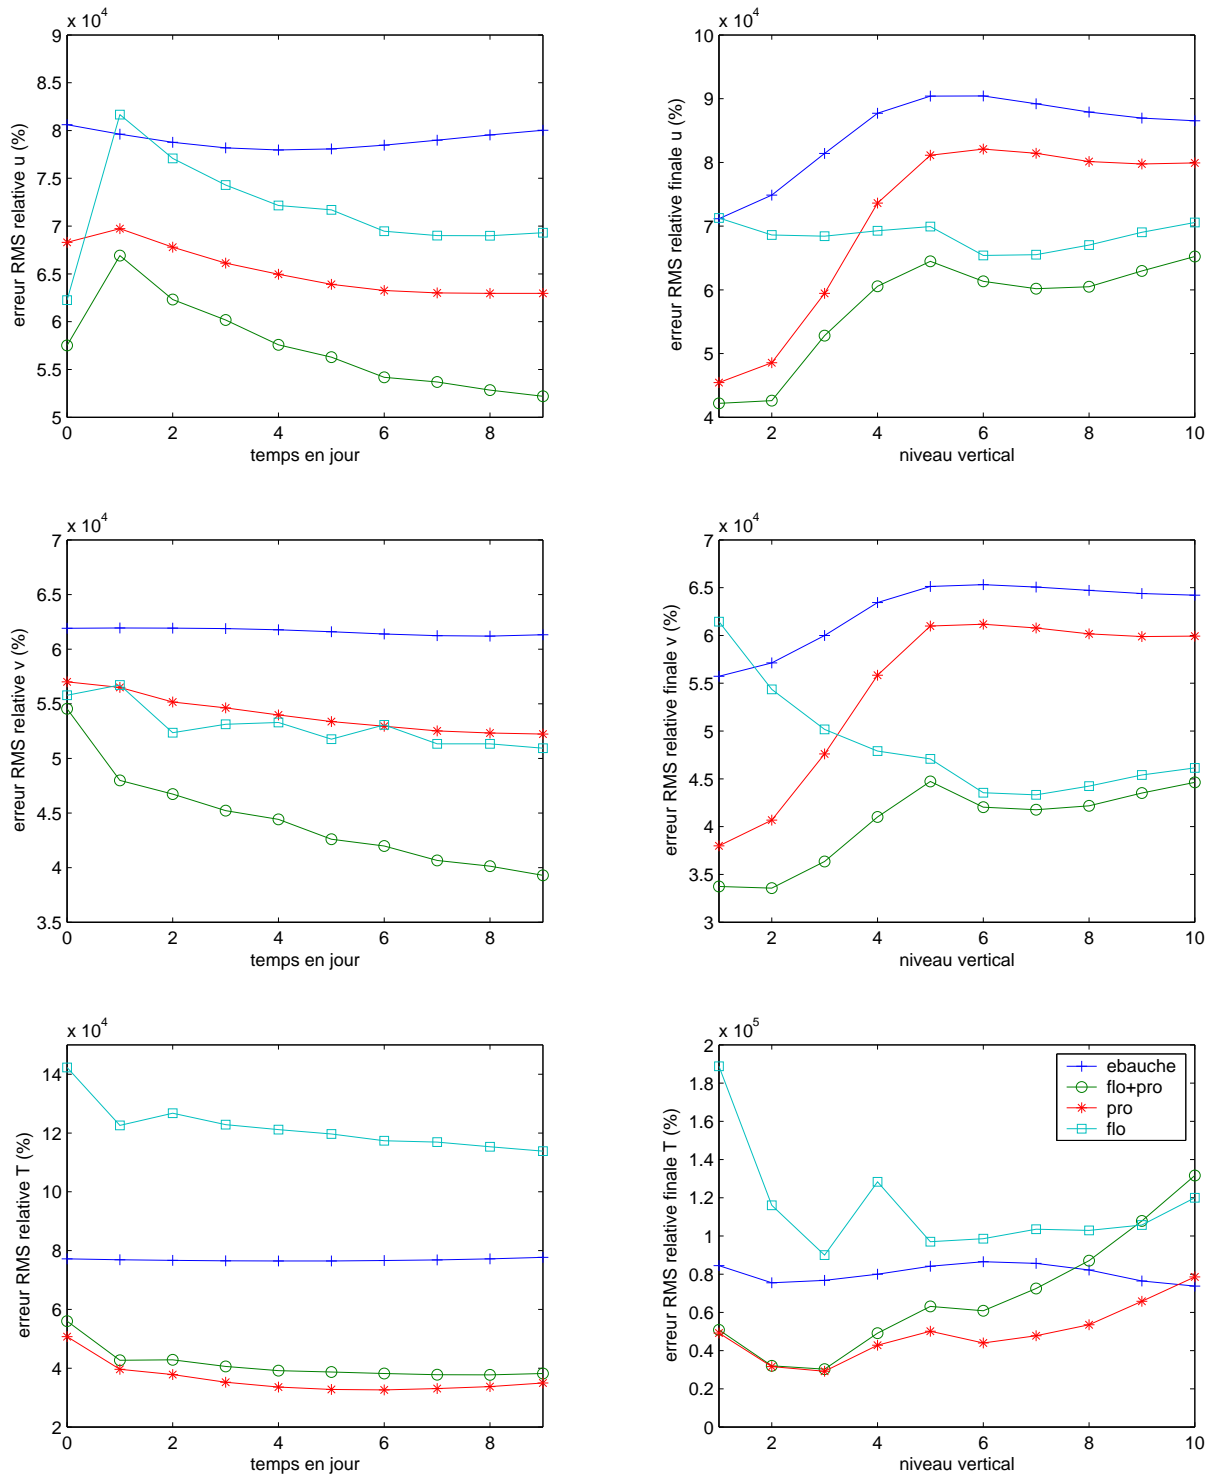 x 10^4
9
8.5
8
7.5
7
6.5
6
5.5
5
0 2 4 6 8
temps en jour
erreur RMS relative u (%)
x 10^4
10
9
8
7
6
5
4
2 4 6 8 10
niveau vertical
erreur RMS relative finale u (%)
x 10^4
7
6.5
6
5.5
5
4.5
4
3.5
0 2 4 6 8
temps en jour
erreur RMS relative v (%)
x 10^4
7
6.5
6
5.5
5
4.5
4
3.5
3
2 4 6 8 10
niveau vertical
erreur RMS relative finale v (%)
x 10^4
14
12
10
8
6
4
2
0 2 4 6 8
temps en jour
erreur RMS relative T (%)
x 10^5
2
1.8
1.6
1.4
1.2
1
0.8
0.6
0.4
0.2
0
2 4 6 8 10
niveau vertical
erreur RMS relative finale T (%)
ebauche
flo+pro
pro
flo